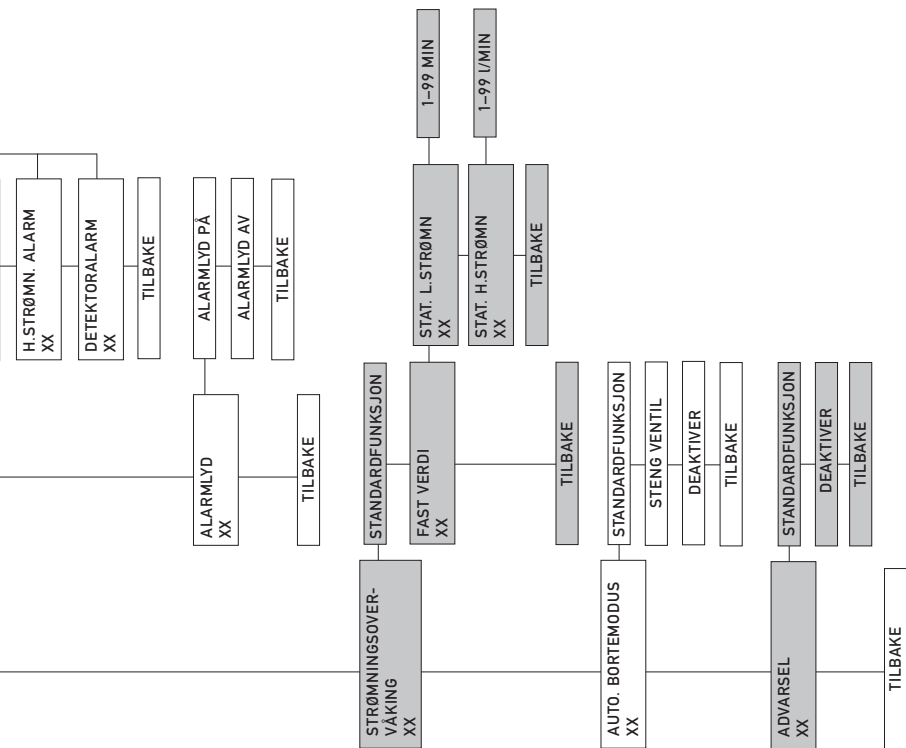 H.STRØMN. ALARM
XX
DETEKTORALARM
XX
TILBAKE
ALARMLYD
XX
ALARMLYD PÅ
ALARMLYD AV
TILBAKE
TILBAKE
STRØMNINGSOVER-
VÅKING
XX
STANDARDFUNKSJON
FAST VERDI
XX
STAT. L.STRØMN
XX
1–99 MIN
STAT. H.STRØMN
XX
1–99 l/MIN
TILBAKE
TILBAKE
AUTO. BORTEMODUS
XX
STANDARDFUNKSJON
STENG VENTIL
DEAKTIVER
TILBAKE
ADVARSEL
XX
STANDARDFUNKSJON
DEAKTIVER
TILBAKE
TILBAKE